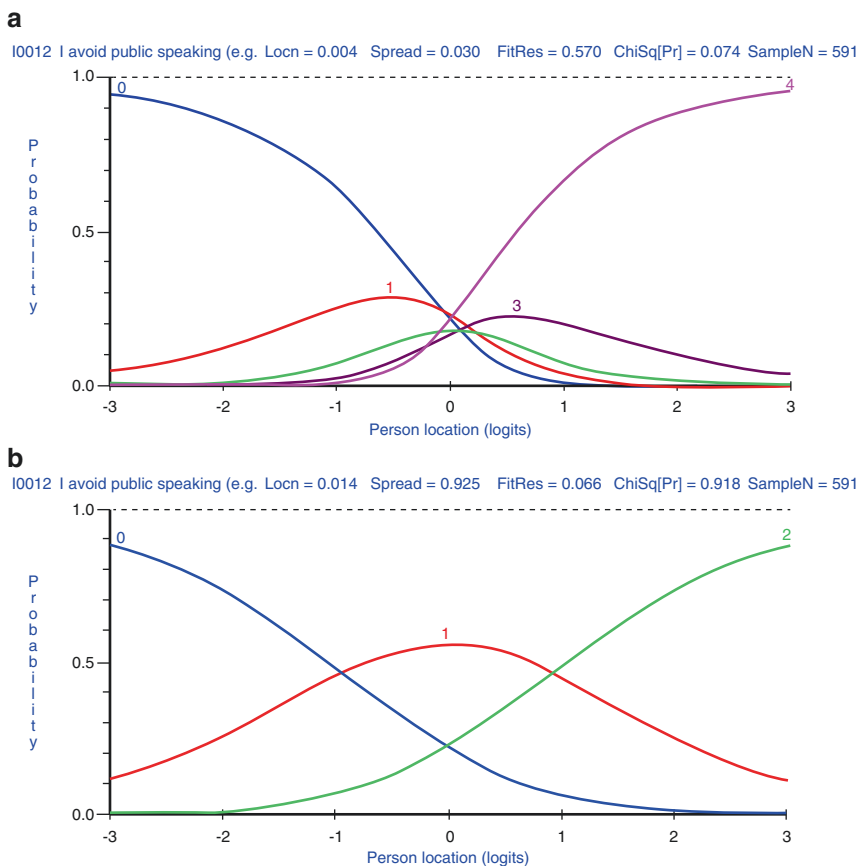 a
I0012 I avoid public speaking (e.g. Locn = 0.004 Spread = 0.030 FitRes = 0.570 ChiSq[Pr] = 0.074 SampleN = 591
1.0
0
4
Probability
0.5
1
3
0.0
-3 -2 -1 0 1 2 3
Person location (logits)
b
I0012 I avoid public speaking (e.g. Locn = 0.014 Spread = 0.925 FitRes = 0.066 ChiSq[Pr] = 0.918 SampleN = 591
1.0
0
2
Probability
1
0.5
0.0
-3 -2 -1 0 1 2 3
Person location (logits)